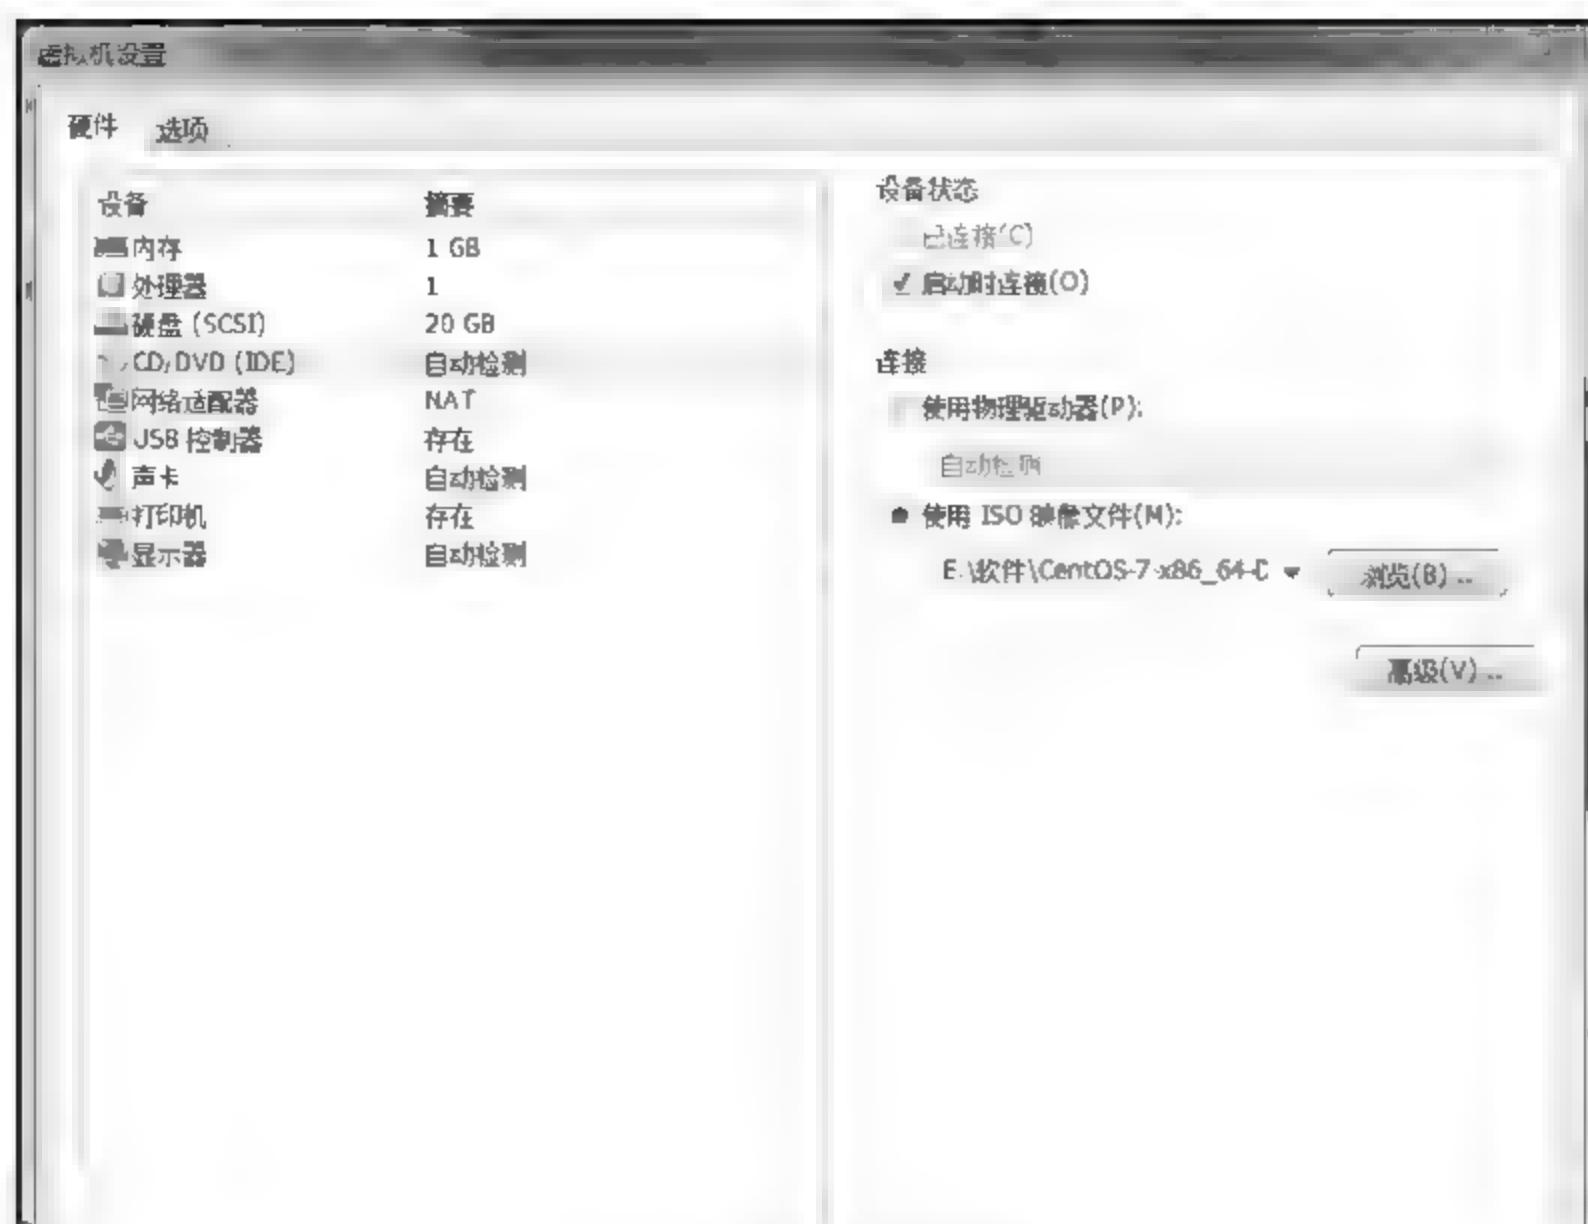 虚拟机设置
硬件 选项
设备 摘要
内存 1 GB
处理器 1
硬盘 (SCSI) 20 GB
CD/DVD (IDE) 自动检测
网络适配器 NAT
USB 控制器 存在
声卡 自动检测
打印机 存在
显示器 自动检测
设备状态
已连接(C)
启动时连接(O)
连接
使用物理驱动器(P):
自动检测
使用 ISO 映像文件(M):
E:\软件\CentOS-7-x86_64-D
浏览(B)...
高级(V)...